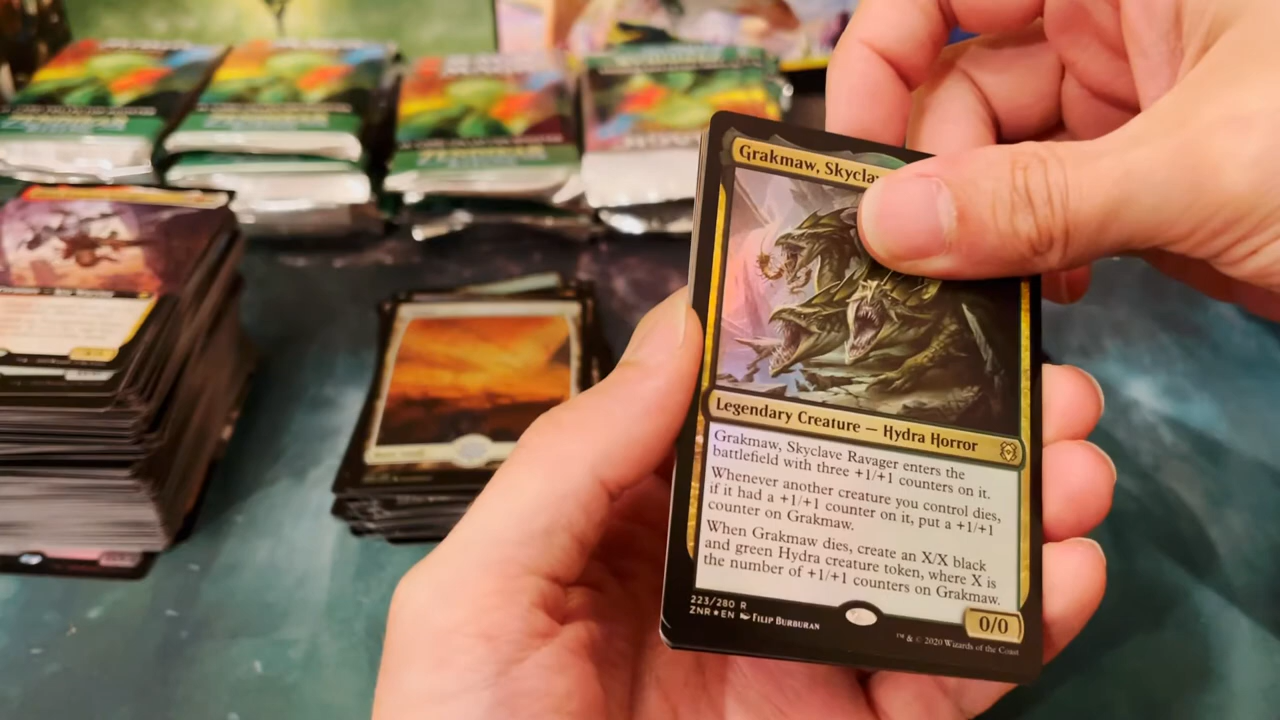 Grakmaw, Skycla
Legendary Creature — Hydra Horror
Grakmaw, Skyclave Ravager enters the
battlefield with three +1/+1 counters on it.
Whenever another creature you control dies,
if it had a +1/+1 counter on it, put a +1/+1
counter on Grakmaw.
When Grakmaw dies, create an X/X black
and green Hydra creature token, where X is
the number of +1/+1 counters on Grakmaw.
0/0
223/280 R
ZNR ★ EN Filip Burburan
™ & © 2020 Wizards of the Coast